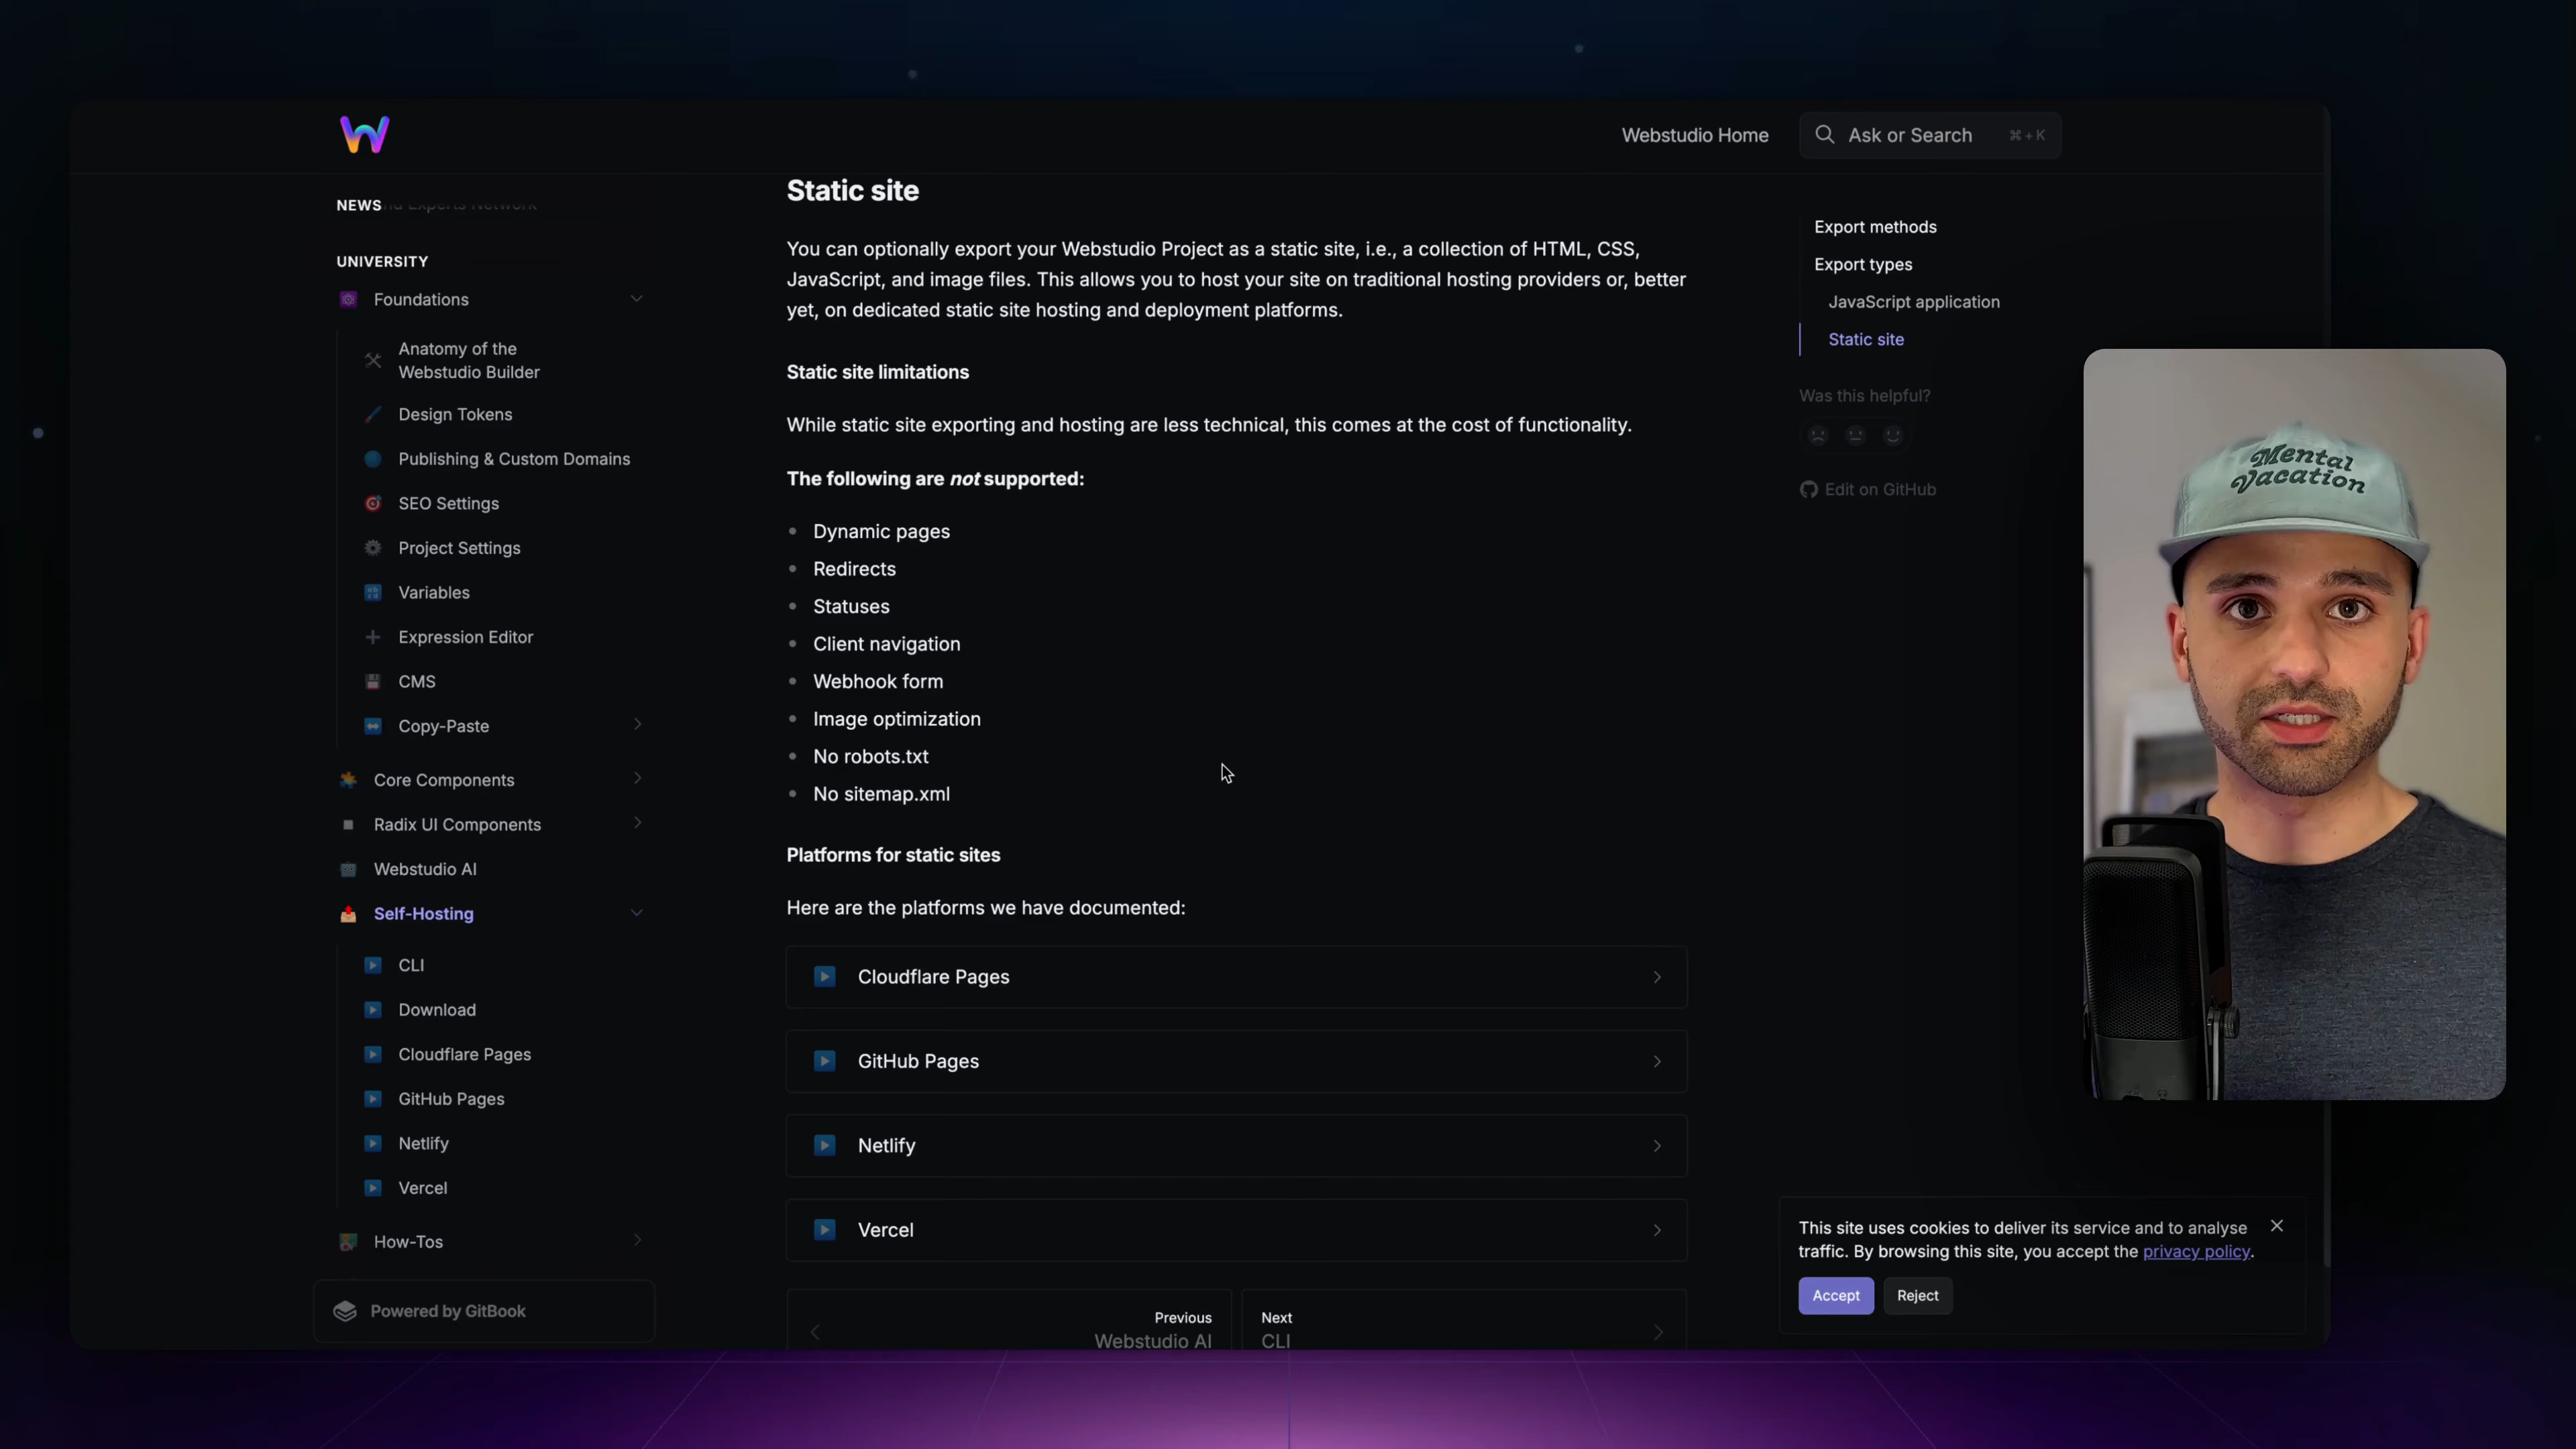 Webstudio Home
Ask or Search
⌘ + K
NEWS
UNIVERSITY
Foundations
Anatomy of the
Webstudio Builder
Design Tokens
Publishing & Custom Domains
SEO Settings
Project Settings
Variables
Expression Editor
CMS
Copy-Paste
Core Components
Radix UI Components
Webstudio AI
Self-Hosting
CLI
Download
Cloudflare Pages
GitHub Pages
Netlify
Vercel
How-Tos
Powered by GitBook
Static site
You can optionally export your Webstudio Project as a static site, i.e., a collection of HTML, CSS,
JavaScript, and image files. This allows you to host your site on traditional hosting providers or, better
yet, on dedicated static site hosting and deployment platforms.
Static site limitations
While static site exporting and hosting are less technical, this comes at the cost of functionality.
The following are not supported:
Dynamic pages
Redirects
Statuses
Client navigation
Webhook form
Image optimization
No robots.txt
No sitemap.xml
Platforms for static sites
Here are the platforms we have documented:
Cloudflare Pages
GitHub Pages
Netlify
Vercel
Previous
Webstudio AI
Next
CLI
Export methods
Export types
JavaScript application
Static site
Was this helpful?
Edit on GitHub
Mental
Vacation
This site uses cookies to deliver its service and to analyse
traffic. By browsing this site, you accept the privacy policy.
Accept
Reject